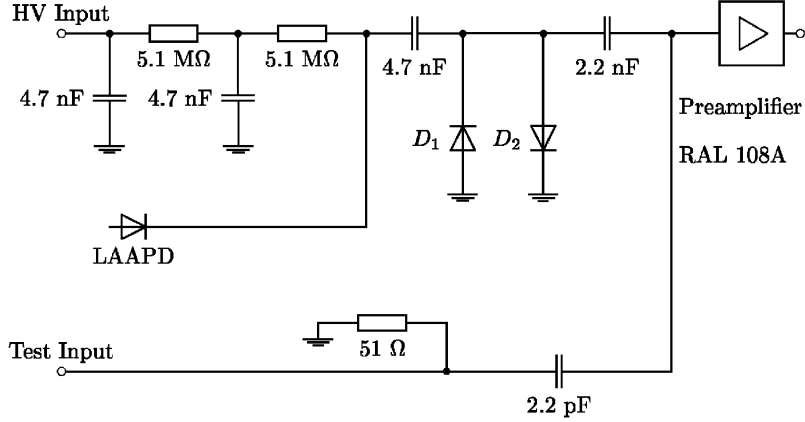 HV Input
5.1 MΩ
5.1 MΩ
4.7 nF
2.2 nF
4.7 nF
4.7 nF
Preamplifier
D₁
D₂
RAL 108A
LAAPD
Test Input
51 Ω
2.2 pF